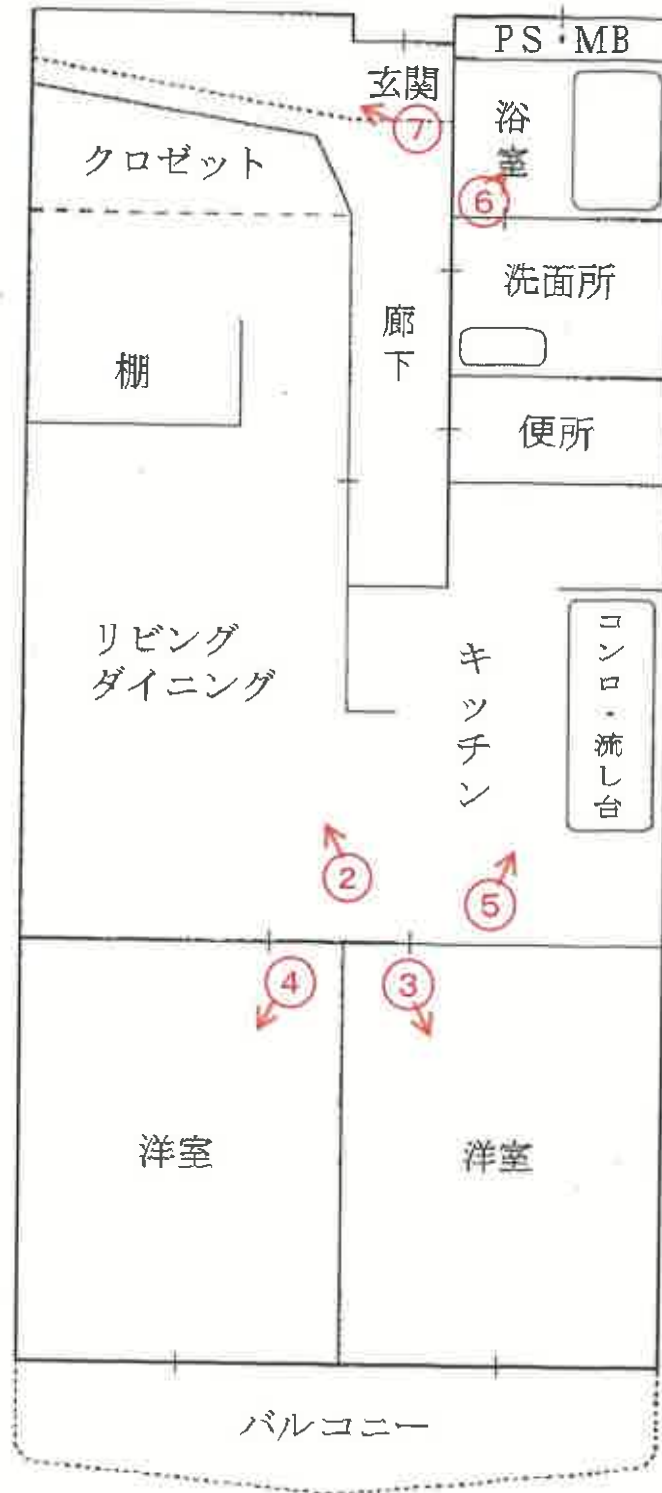 PS・MB
玄関
⑦
浴室
クロゼット
⑥
洗面所
廊下
棚
便所
リビング
ダイニング
キッチン
コンロ・流し台
②
⑤
④
③
洋室
洋室
バルコニー